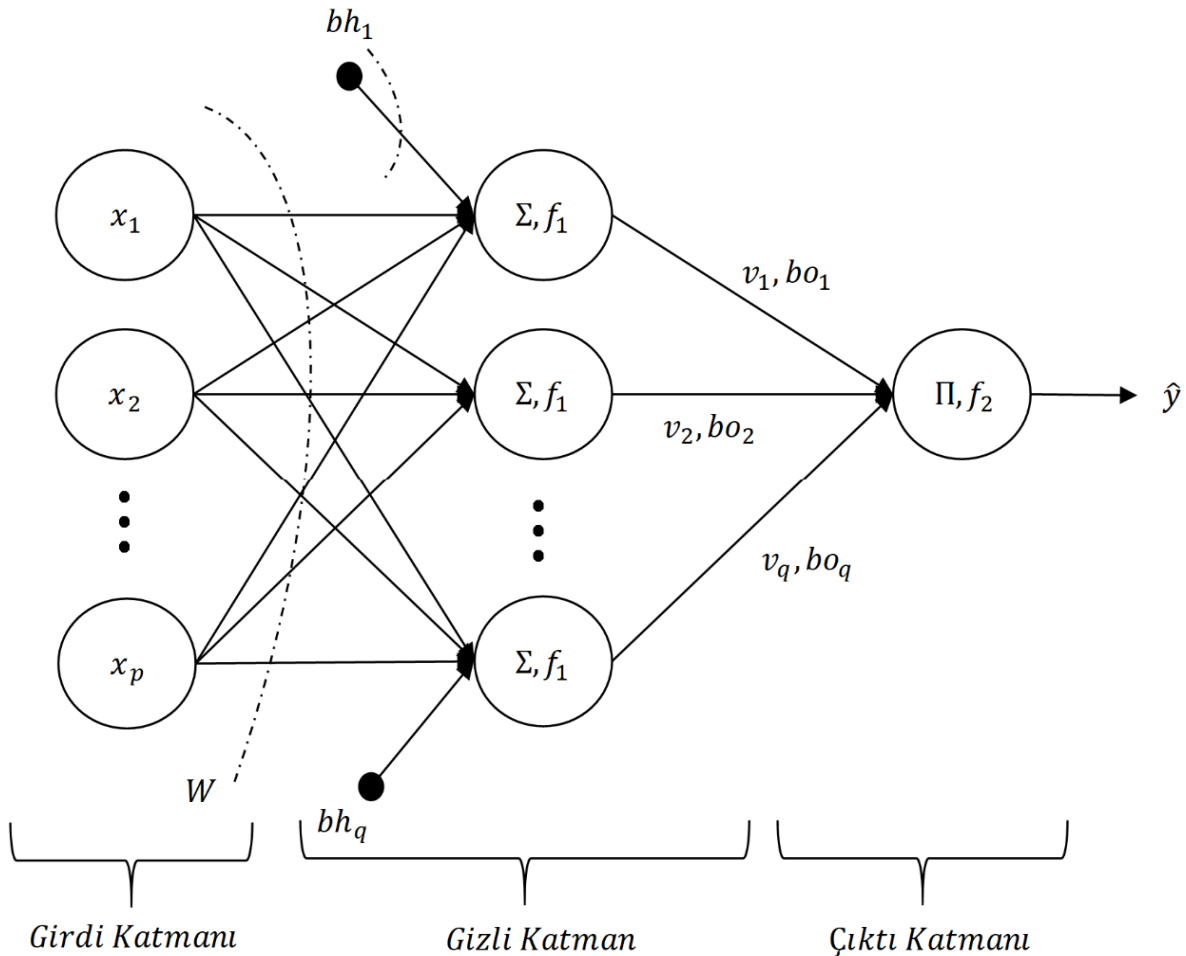 bh₁
x₁
Σ, f₁
v₁, bo₁
x₂
Σ, f₁
v₂, bo₂
Π, f₂
ŷ
v_q, bo_q
x_p
Σ, f₁
W
bh_q
Girdi Katmanı
Gizli Katman
Çıktı Katmanı